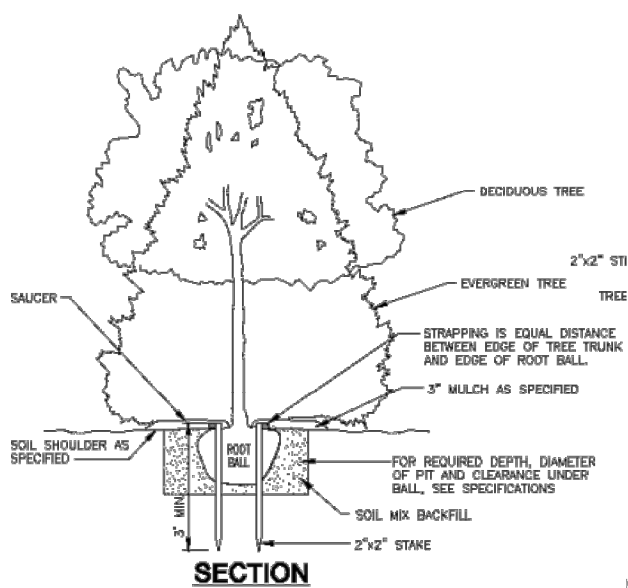 DECIDUOUS TREE
2"x2" STI
EVERGREEN TREE
TREE
SAUCER
STRAPPING IS EQUAL DISTANCE
BETWEEN EDGE OF TREE TRUNK
AND EDGE OF ROOT BALL.
3" MULCH AS SPECIFIED
SOIL SHOULDER AS
SPECIFIED
ROOT
BALL
FOR REQUIRED DEPTH, DIAMETER
OF PIT AND CLEARANCE UNDER
BALL, SEE SPECIFICATIONS
3" MIN.
SOIL MIX BACKFILL
2"x2" STAKE
SECTION